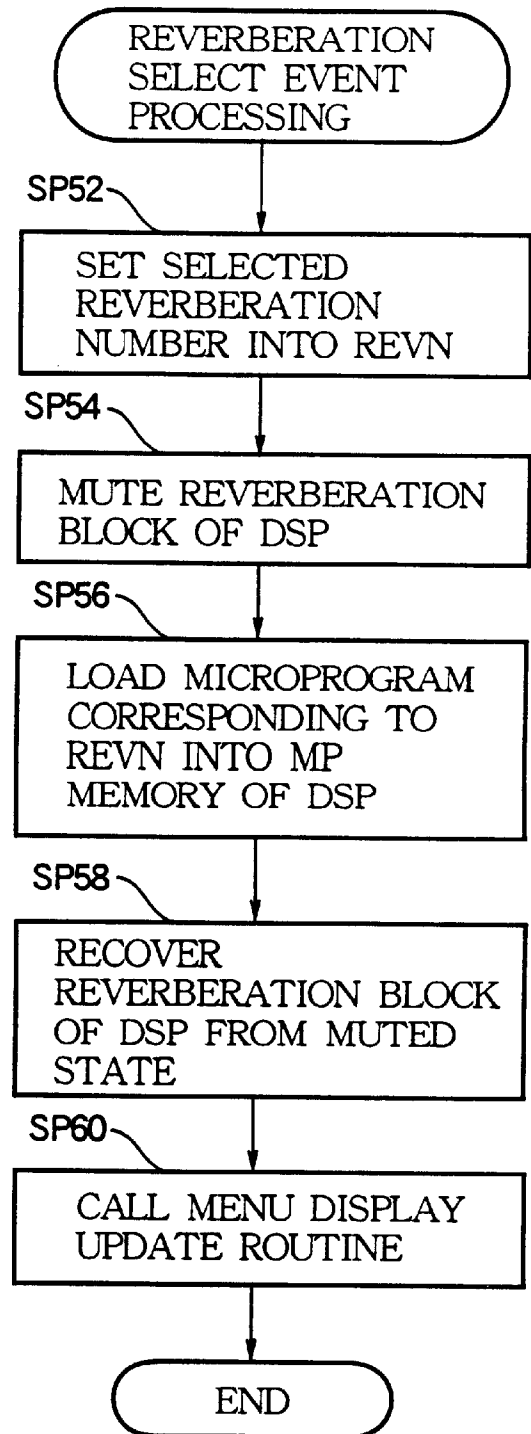 REVERBERATION
SELECT EVENT
PROCESSING
SP52
SET SELECTED
REVERBERATION
NUMBER INTO REVN
SP54
MUTE REVERBERATION
BLOCK OF DSP
SP56
LOAD MICROPROGRAM
CORRESPONDING TO
REVN INTO MP
MEMORY OF DSP
SP58
RECOVER
REVERBERATION BLOCK
OF DSP FROM MUTED
STATE
SP60
CALL MENU DISPLAY
UPDATE ROUTINE
END